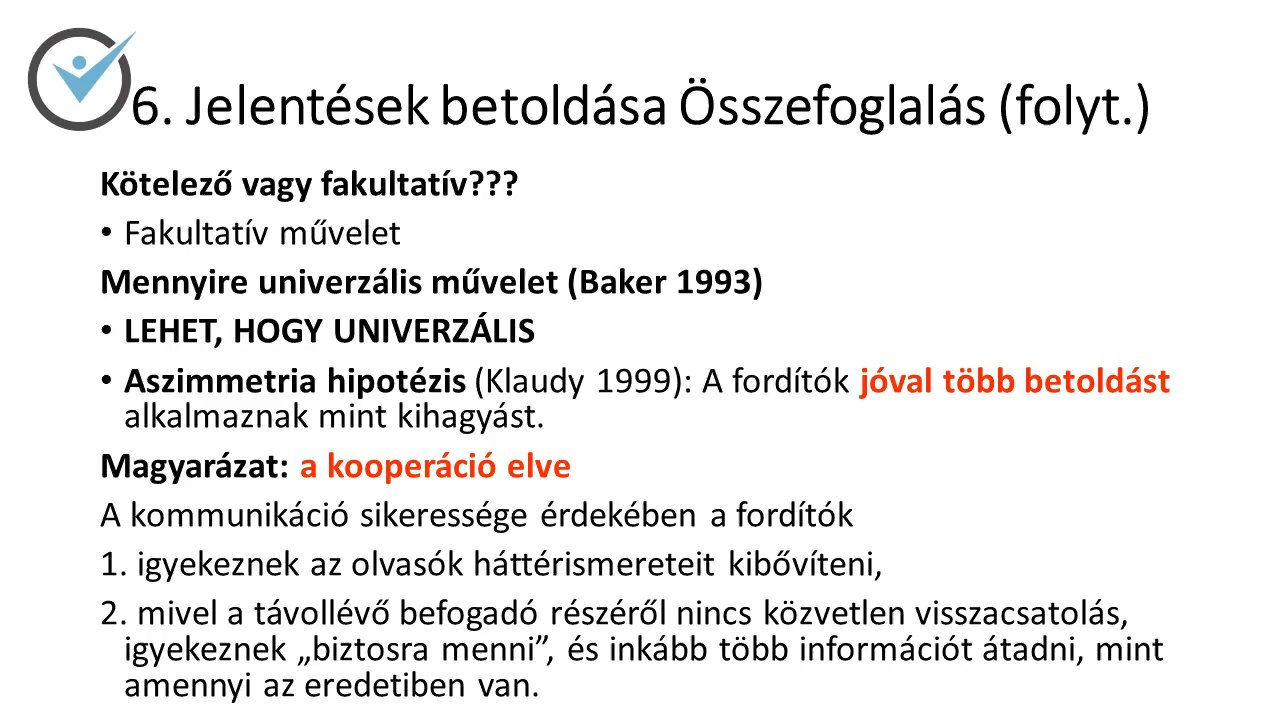 6. Jelentések betoldása Összefoglalás (folyt.)
Kötelező vagy fakultatív???
• Fakultatív művelet
Mennyire univerzális művelet (Baker 1993)
• LEHET, HOGY UNIVERZÁLIS
• Aszimmetria hipotézis (Klaudy 1999): A fordítók jóval több betoldást
alkalmaznak mint kihagyást.
Magyarázat: a kooperáció elve
A kommunikáció sikeressége érdekében a fordítók
1. igyekeznek az olvasók háttérismereteit kibővíteni,
2. mivel a távollévő befogadó részéről nincs közvetlen visszacsatolás,
igyekeznek „biztosra menni”, és inkább több információt átadni, mint
amennyi az eredetiben van.